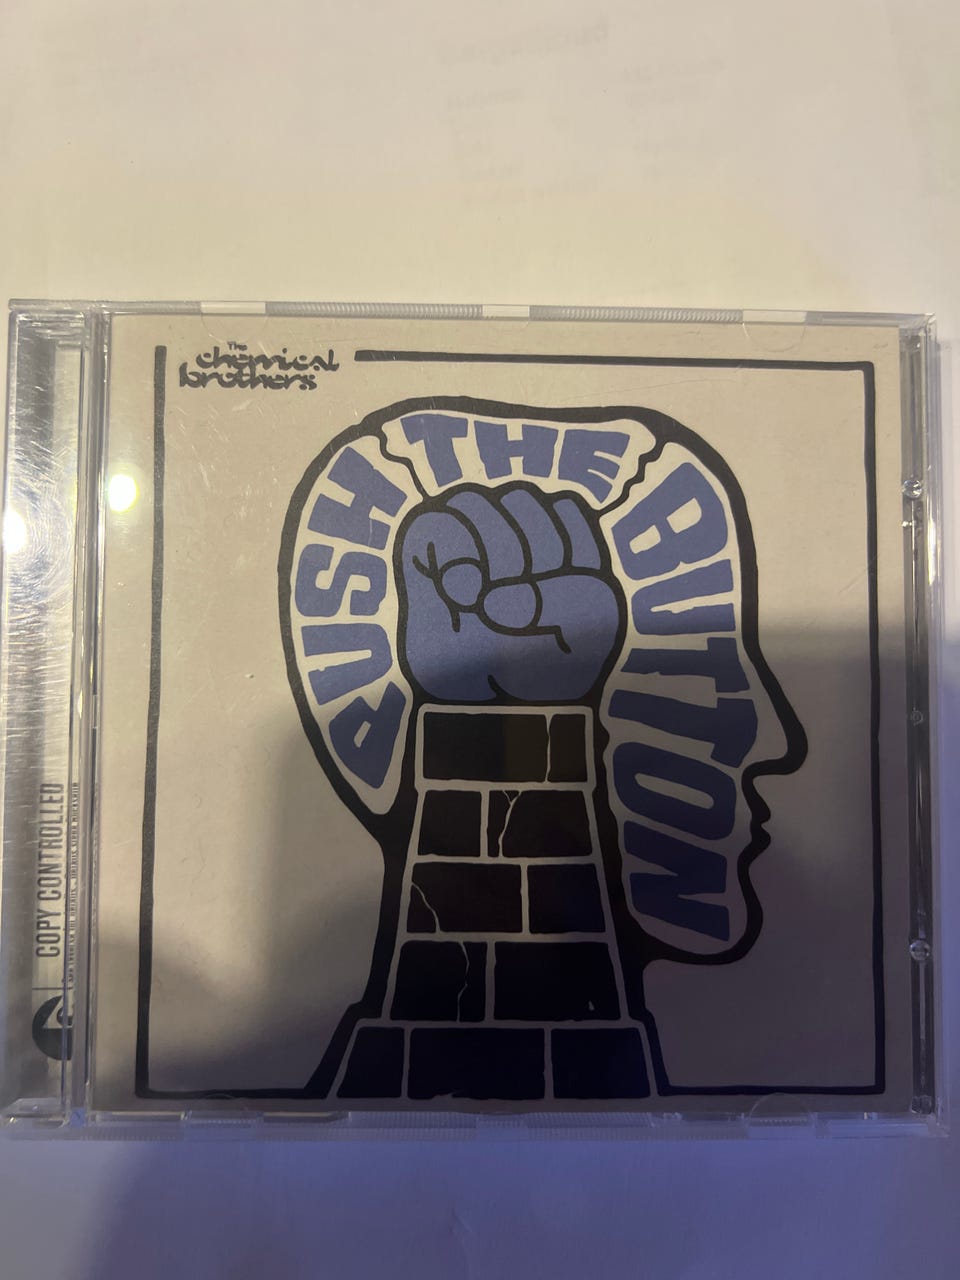 The
chemical
brothers
PUSH THE BUTTON
COPY CONTROLLED